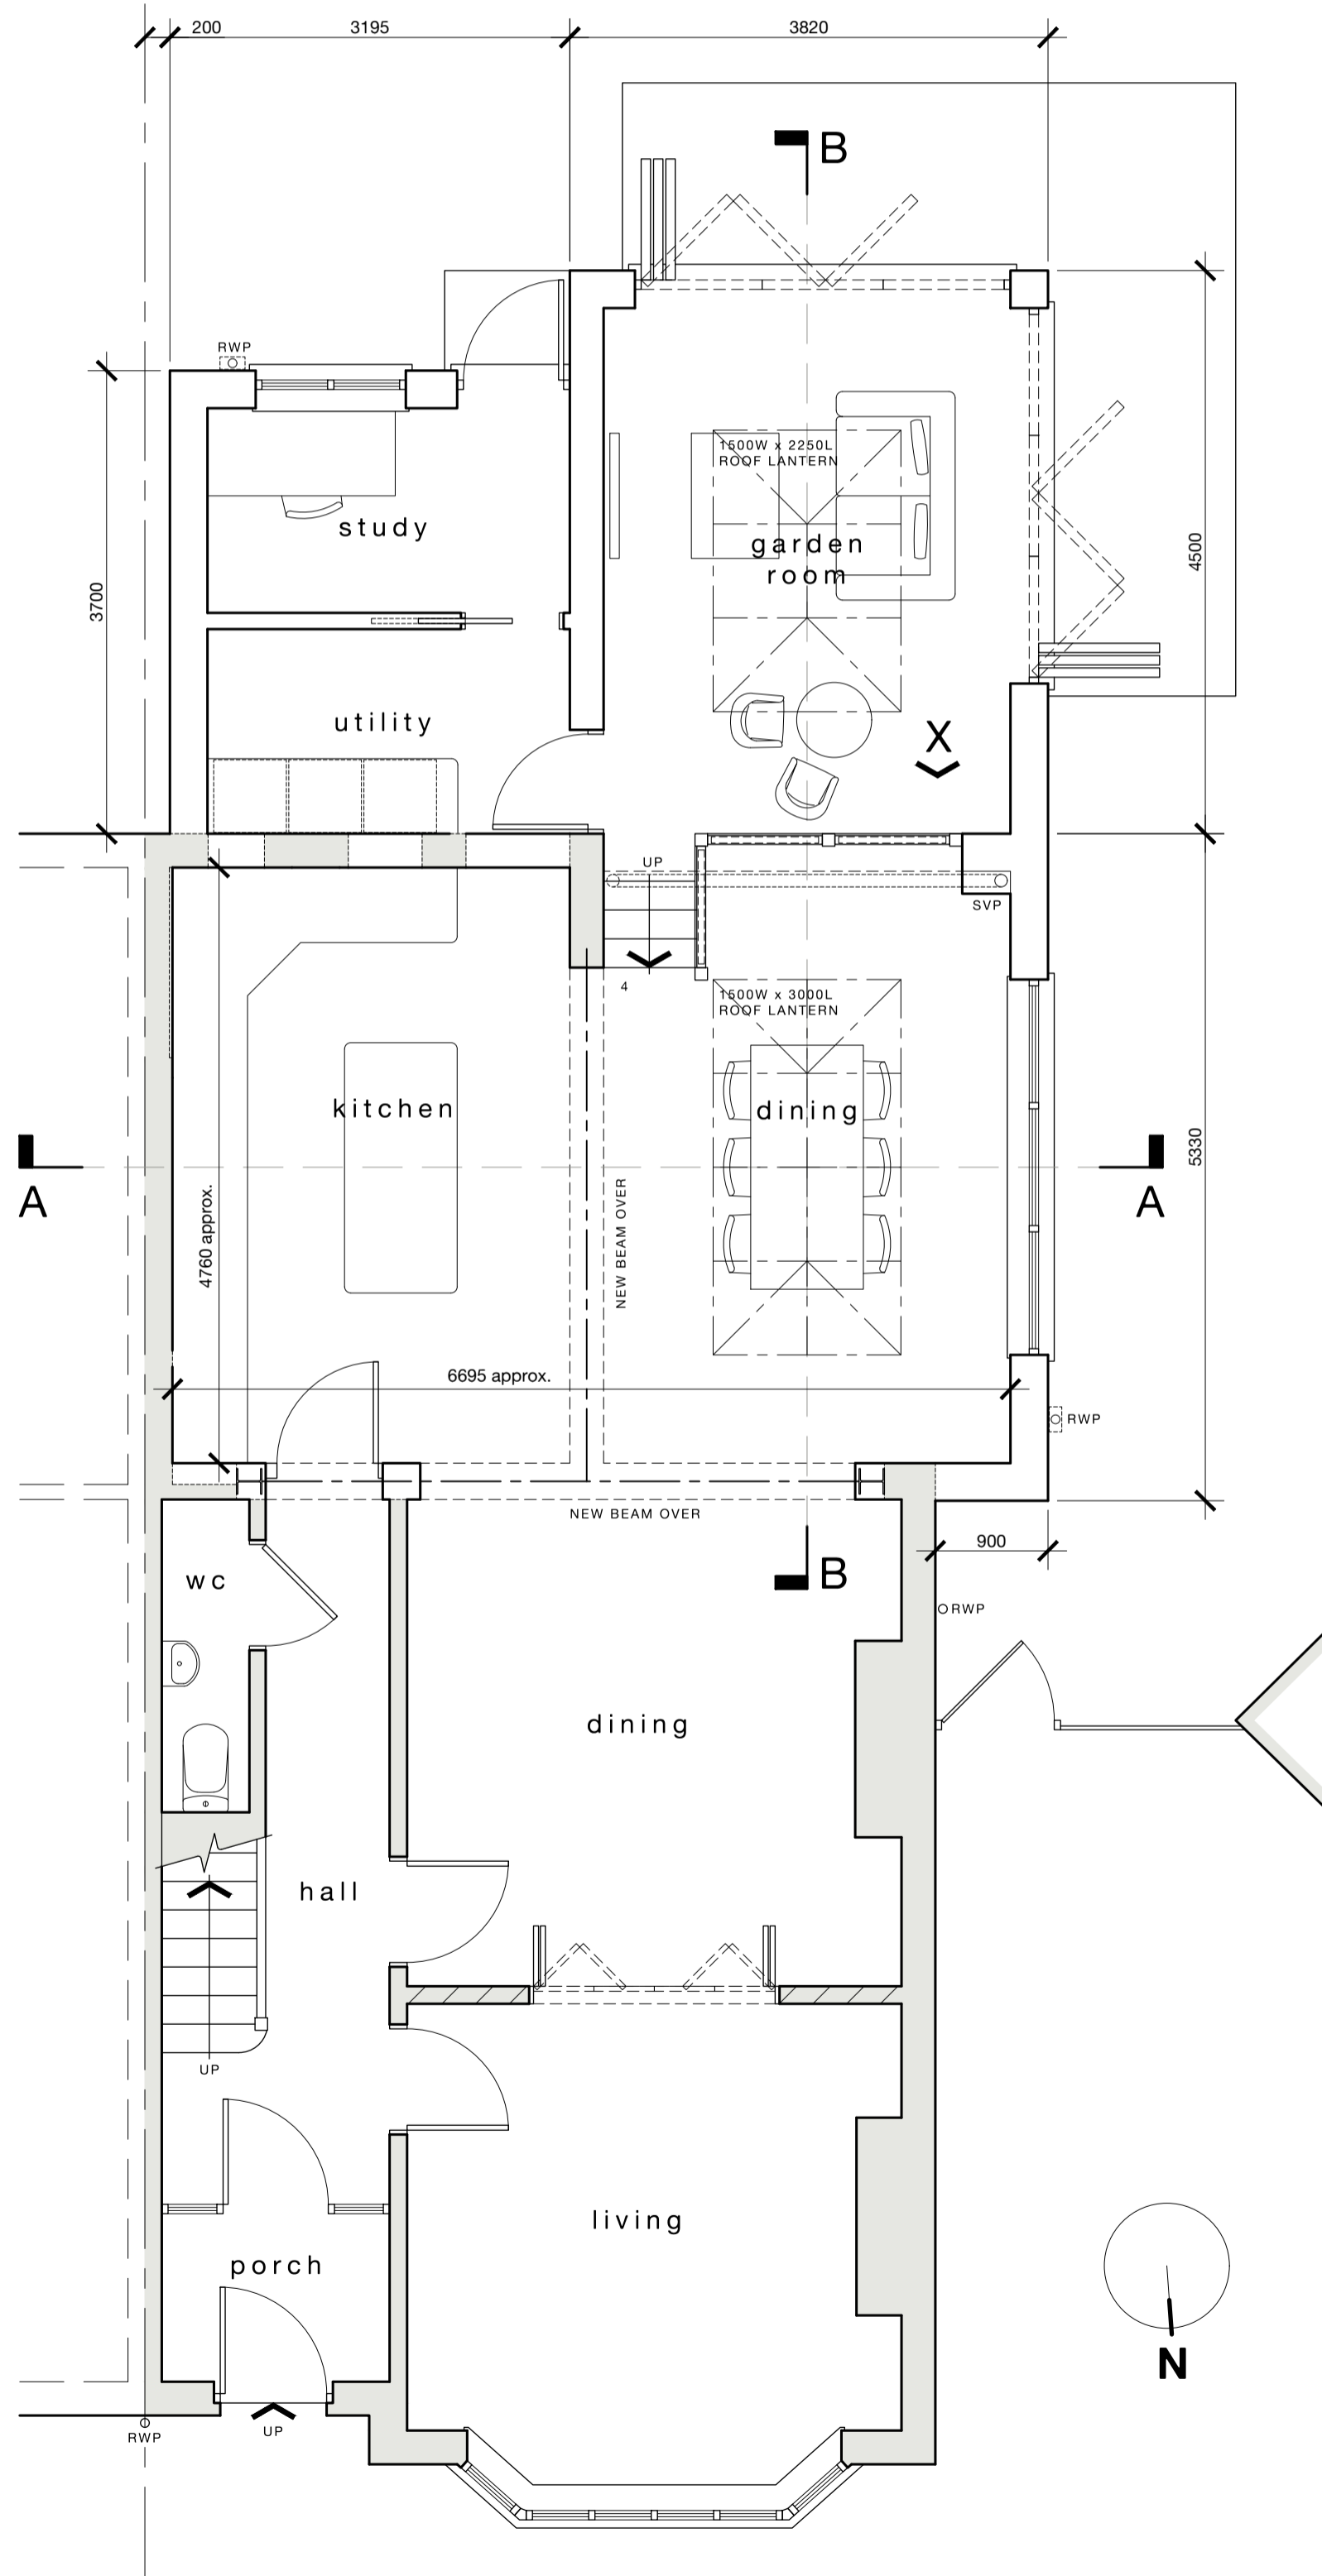 200
3195
3820
B
RWP
1500W x 2250L
ROOF LANTERN
study
garden
room
4500
3700
utility
X
UP
SVP
4
1500W x 3000L
ROOF LANTERN
kitchen
dining
A
A
5330
4760 approx.
NEW BEAM OVER
6695 approx.
RWP
NEW BEAM OVER
900
B
wc
RWP
dining
hall
UP
living
porch
N
UP
RWP